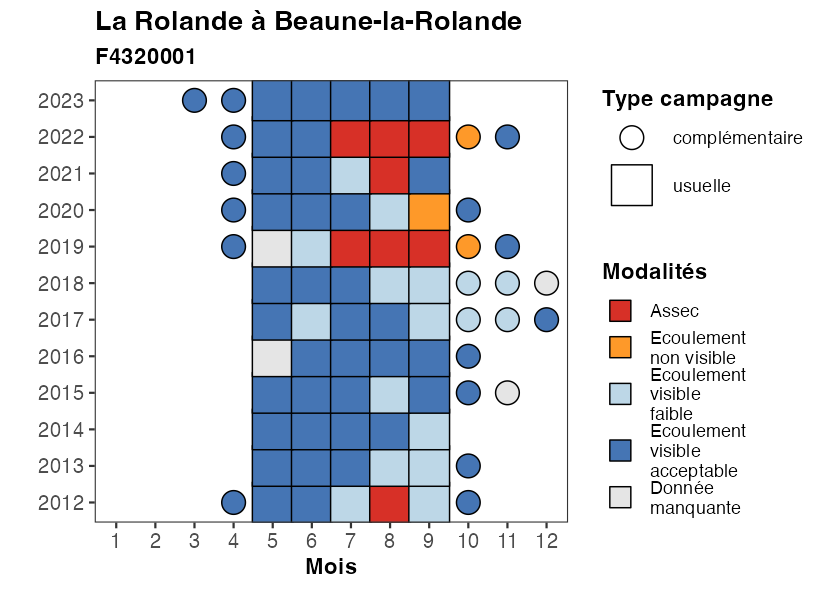 La Rolande à Beaune-la-Rolande
F4320001
2023
2022
2021
2020
2019
2018
2017
2016
2015
2014
2013
2012
1 2 3 4 5 6 7 8 9 10 11 12
Mois
Type campagne
complémentaire
usuelle
Modalités
Assec
Ecoulement
non visible
Ecoulement
visible
faible
Ecoulement
visible
acceptable
Donnée
manquante